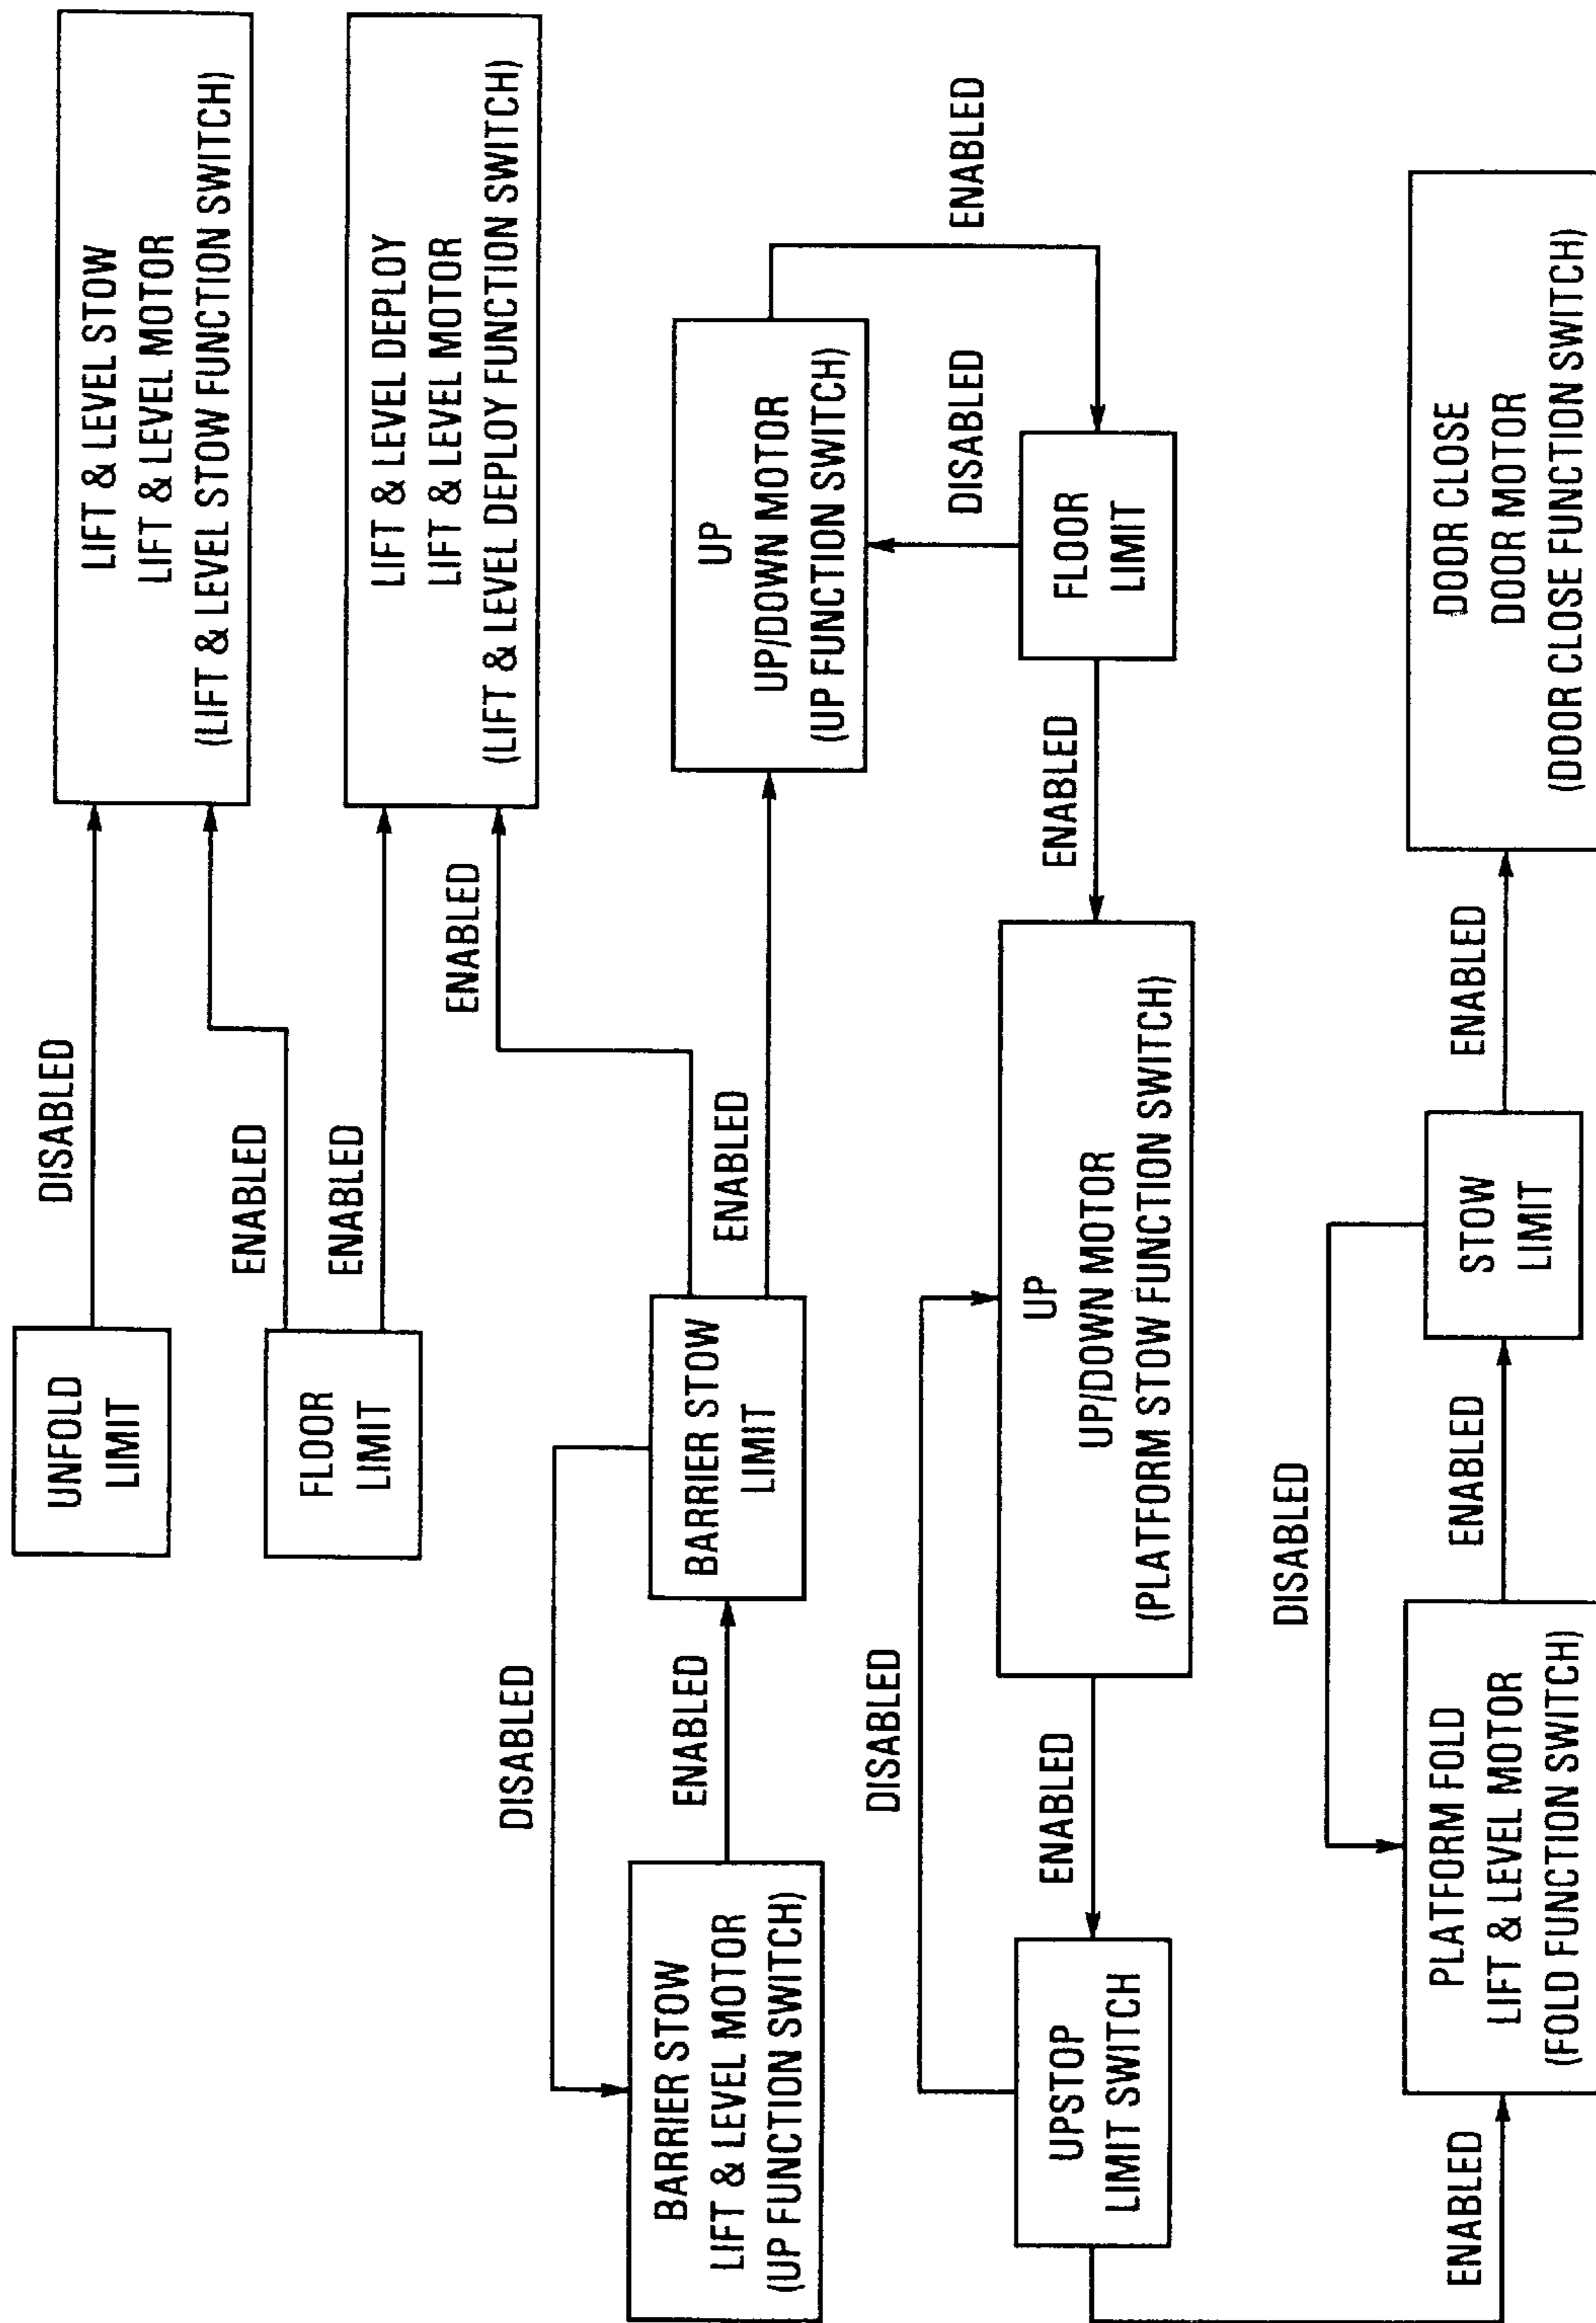 UNFOLD
LIMIT
DISABLED
LIFT & LEVEL STOW
LIFT & LEVEL MOTOR
(LIFT & LEVEL STOW FUNCTION SWITCH)
FLOOR
LIMIT
ENABLED
ENABLED
LIFT & LEVEL DEPLOY
LIFT & LEVEL MOTOR
(LIFT & LEVEL DEPLOY FUNCTION SWITCH)
DISABLED
ENABLED
BARRIER STOW
LIFT & LEVEL MOTOR
(UP FUNCTION SWITCH)
ENABLED
BARRIER STOW
LIMIT
ENABLED
UP
UP/DOWN MOTOR
(UP FUNCTION SWITCH)
ENABLED
DISABLED
DISABLED
UPSTOP
LIMIT SWITCH
ENABLED
UP
UP/DOWN MOTOR
(PLATFORM STOW FUNCTION SWITCH)
ENABLED
FLOOR
LIMIT
DISABLED
ENABLED
PLATFORM FOLD
LIFT & LEVEL MOTOR
(FOLD FUNCTION SWITCH)
ENABLED
STOW
LIMIT
ENABLED
DOOR CLOSE
DOOR MOTOR
(DOOR CLOSE FUNCTION SWITCH)